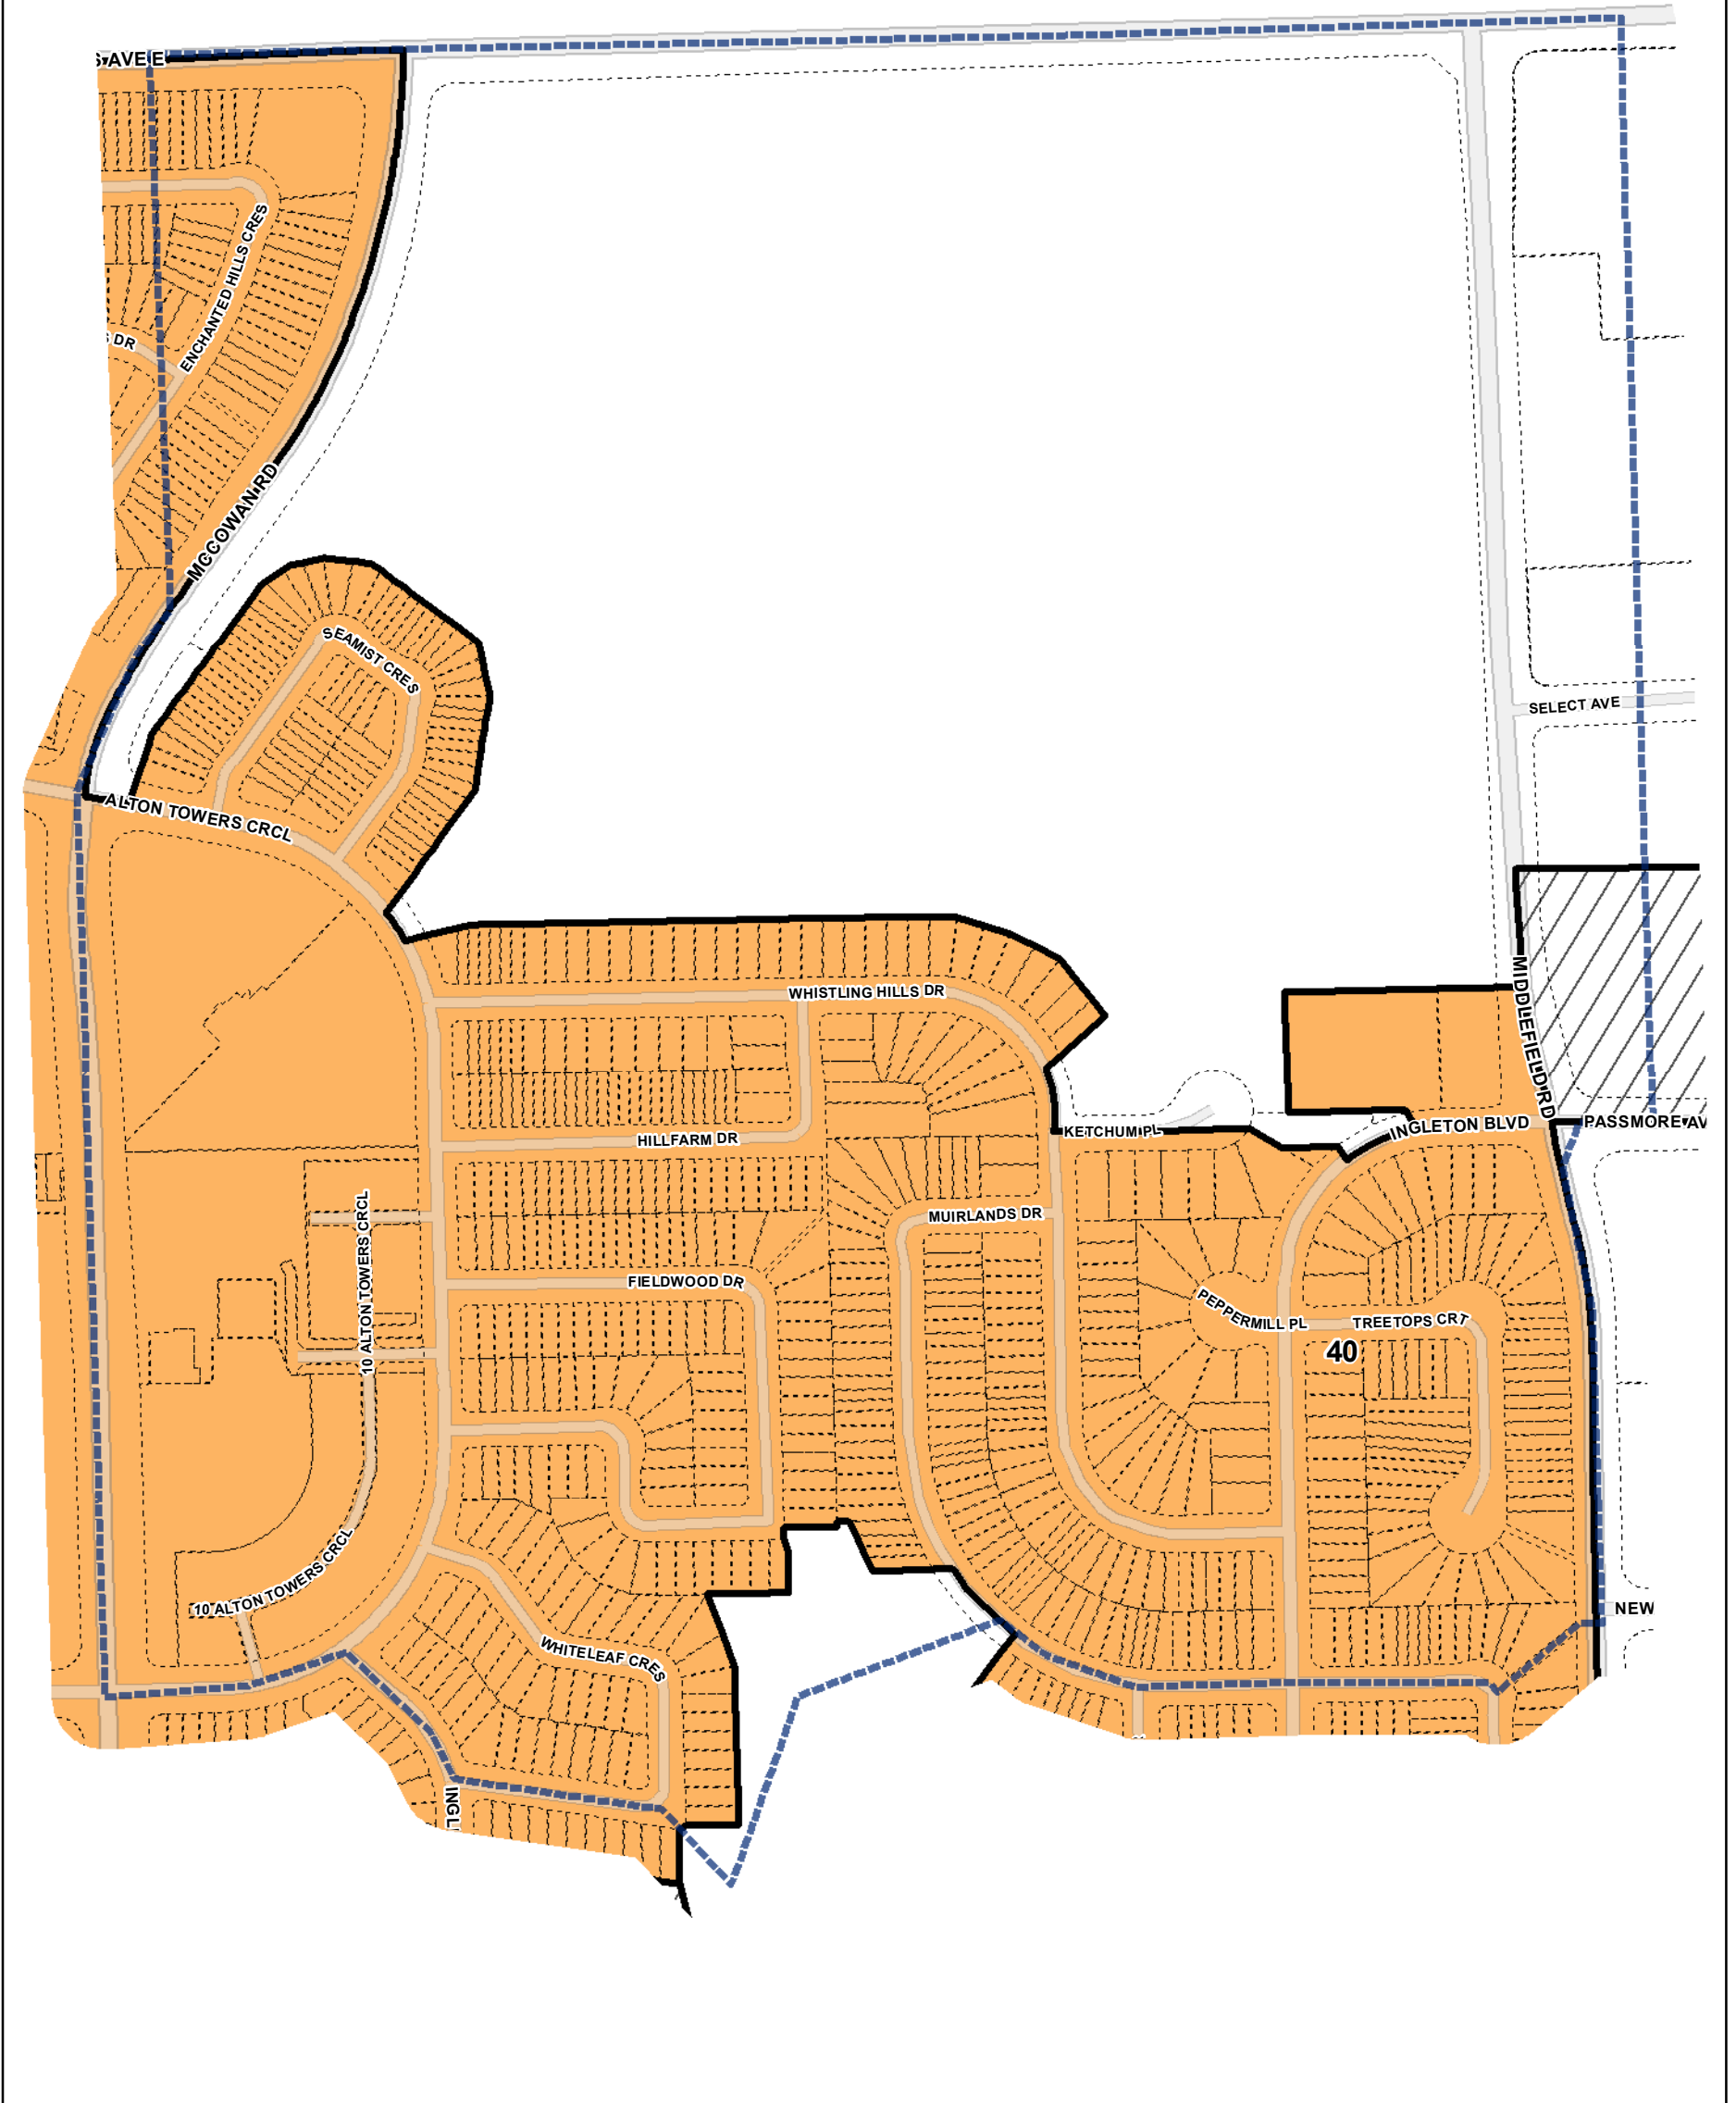 S AVE E
ENCHANTED HILLS CRES
S DR
MCCOWAN RD
SEAMIST CRES
SELECT AVE
ALTON TOWERS CRCL
WHISTLING HILLS DR
MIDDLEFIELD RD
KETCHUM PL
INGLETON BLVD
PASSMORE AV
HILLFARM DR
10 ALTON TOWERS CRCL
MUIRLANDS DR
FIELDWOOD DR
PEPPERMILL PL
TREETOPS CRT
40
10 ALTON TOWERS CRCL
NEW
WHITELEAF CRES
INGL